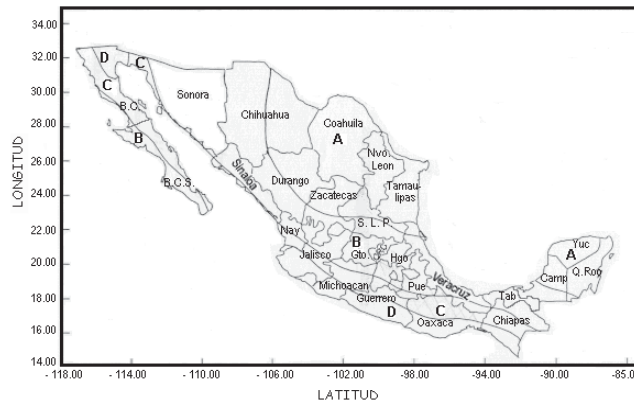 34.00
32.00
30.00
28.00
26.00
24.00
22.00
20.00
18.00
16.00
14.00
LONGITUD
D
C
C
B.C.
B
B.C.S.
Sonora
Chihuahua
Coahuila
A
Nvo.
Leon
Tamau-
lipas
Sinaloa
Durango
Zacatecas
S. L. P.
Nay
B
Gto.
Hgo
Jalisco
Michoacan
Pue
Veracruz
Guerrero
D
C
Oaxaca
Tab
Chiapas
Camp
Yuc
A
Q. Roo
- 118.00
- 114.00
- 110.00
- 106.00
- 102.00
-98.00
-94.00
-90.00
-85.00
LATITUD